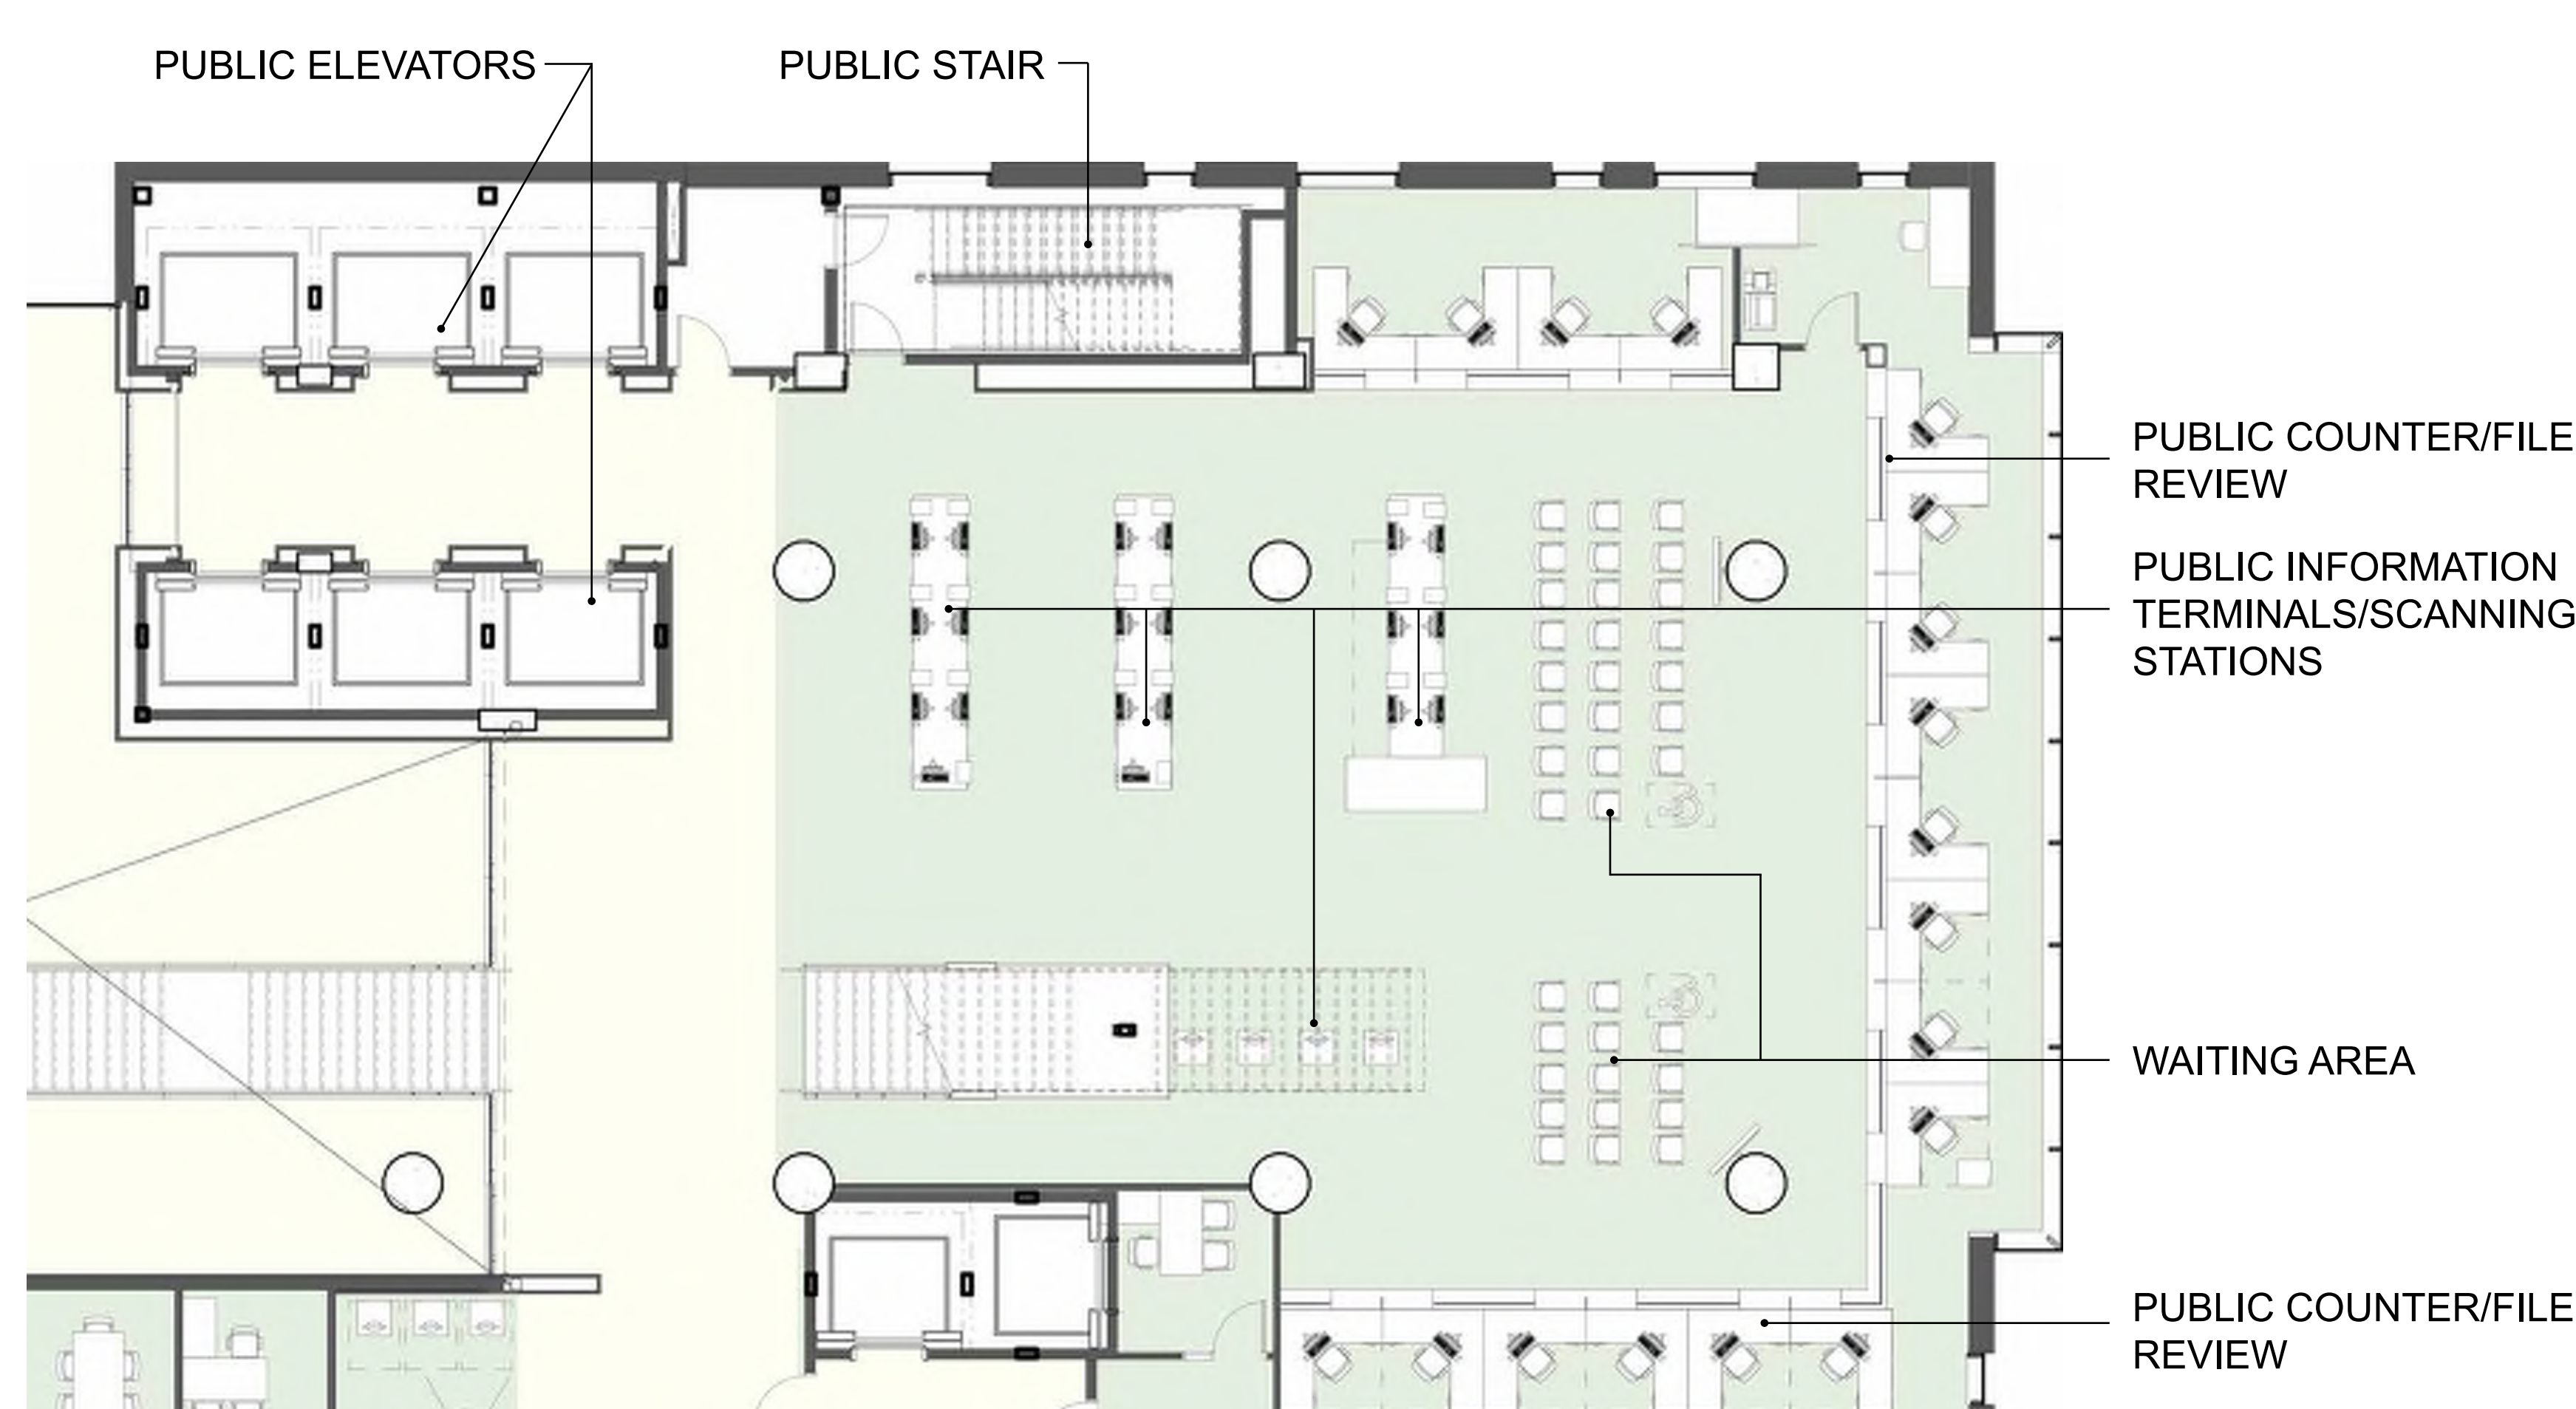 PUBLIC ELEVATORS
PUBLIC STAIR
PUBLIC COUNTER/FILE
REVIEW
PUBLIC INFORMATION
TERMINALS/SCANNING
STATIONS
WAITING AREA
PUBLIC COUNTER/FILE
REVIEW